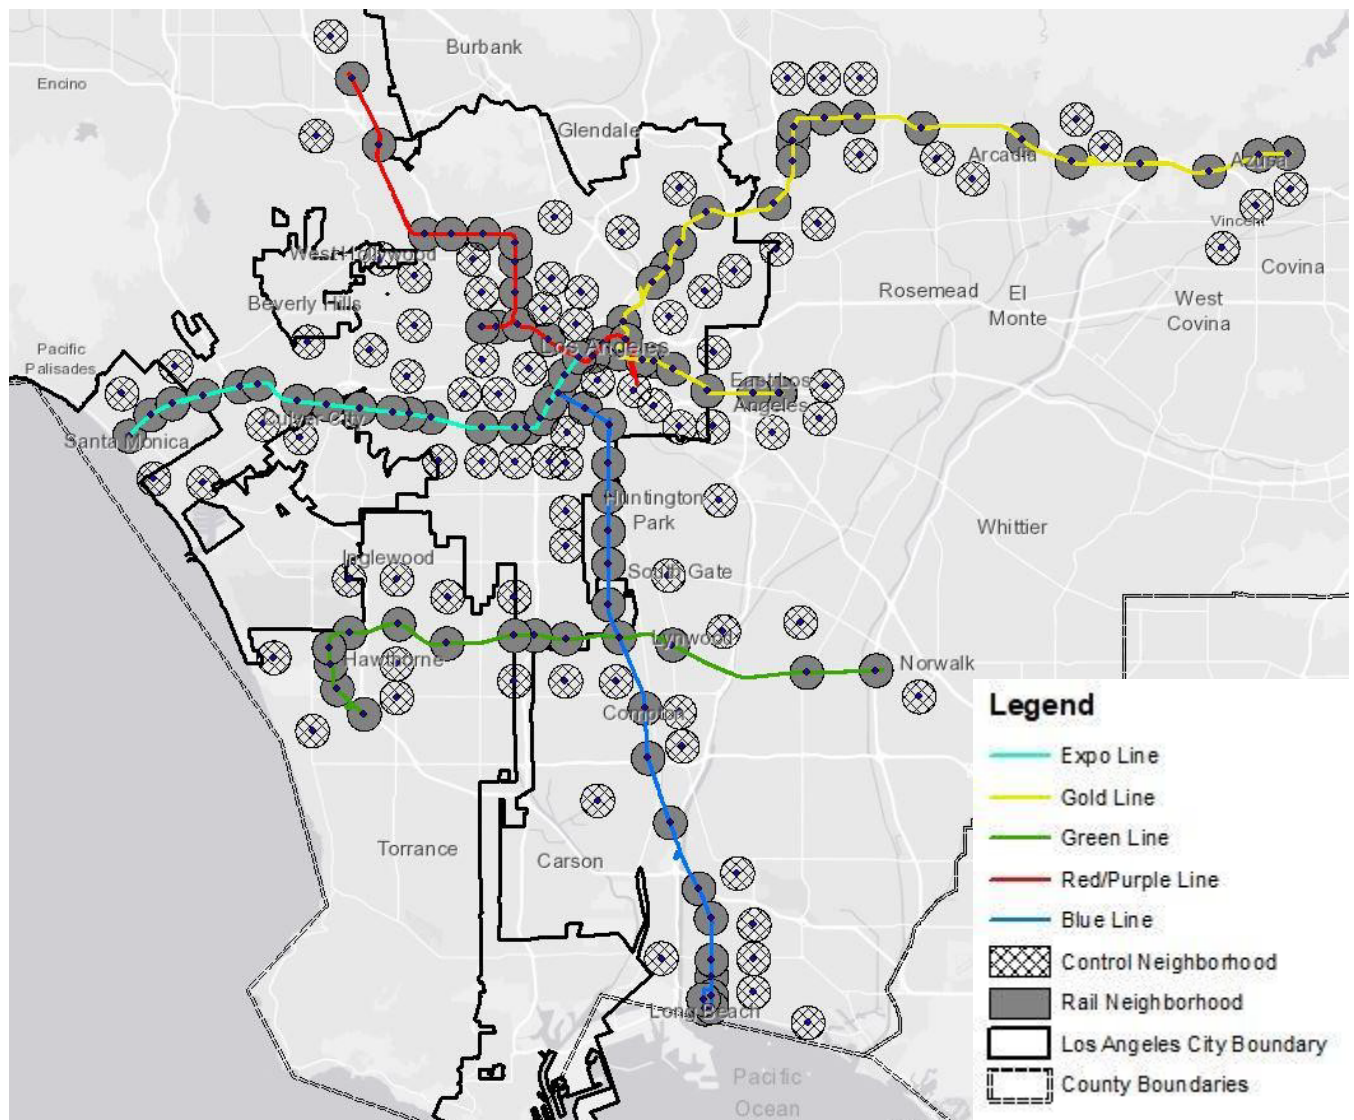 Burbank
Encino
Glendale
Arcadia
Azusa
Vincent
West Hollywood
Covina
Beverly Hills
Rosemead
El
Monte
West
Covina
Pacific
Palisades
Los Angeles
East Los
Angeles
Culver City
Santa Monica
Huntington
Park
Whittier
Inglewood
South Gate
Lynwood
Hawthorne
Norwalk
Compton
Torrance
Carson
Long Beach
Pacific
Ocean
Legend
Expo Line
Gold Line
Green Line
Red/Purple Line
Blue Line
Control Neighborhood
Rail Neighborhood
Los Angeles City Boundary
County Boundaries